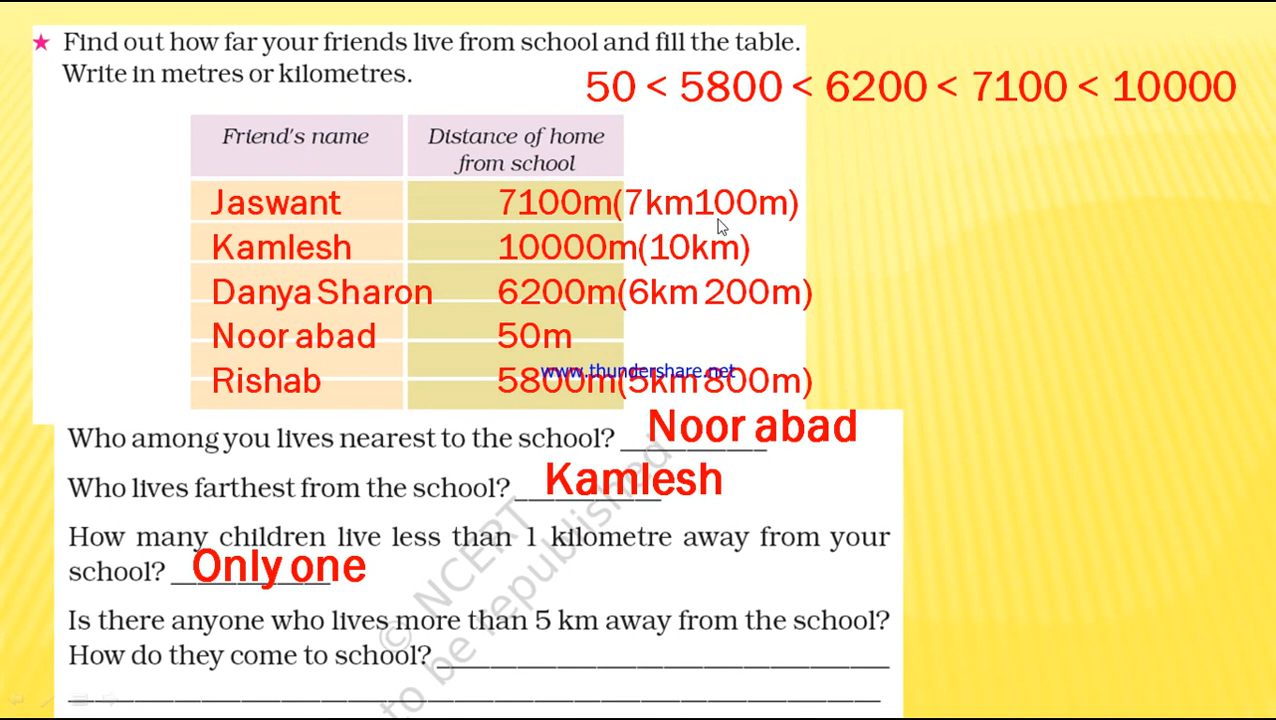 ★ Find out how far your friends live from school and fill the table.
Write in metres or kilometres.
50 < 5800 < 6200 < 7100 < 10000
Friend's name Distance of home
from school
Jaswant 7100m(7km100m)
Kamlesh 10000m(10km)
Danya Sharon 6200m(6km 200m)
Noor abad 50m
www.thundershare.net
Rishab 5800m(5km 800m)
Who among you lives nearest to the school? Noor abad
Who lives farthest from the school? Kamlesh
How many children live less than 1 kilometre away from your
school? Only one
Is there anyone who lives more than 5 km away from the school?
How do they come to school?
© NCERT
to be republished